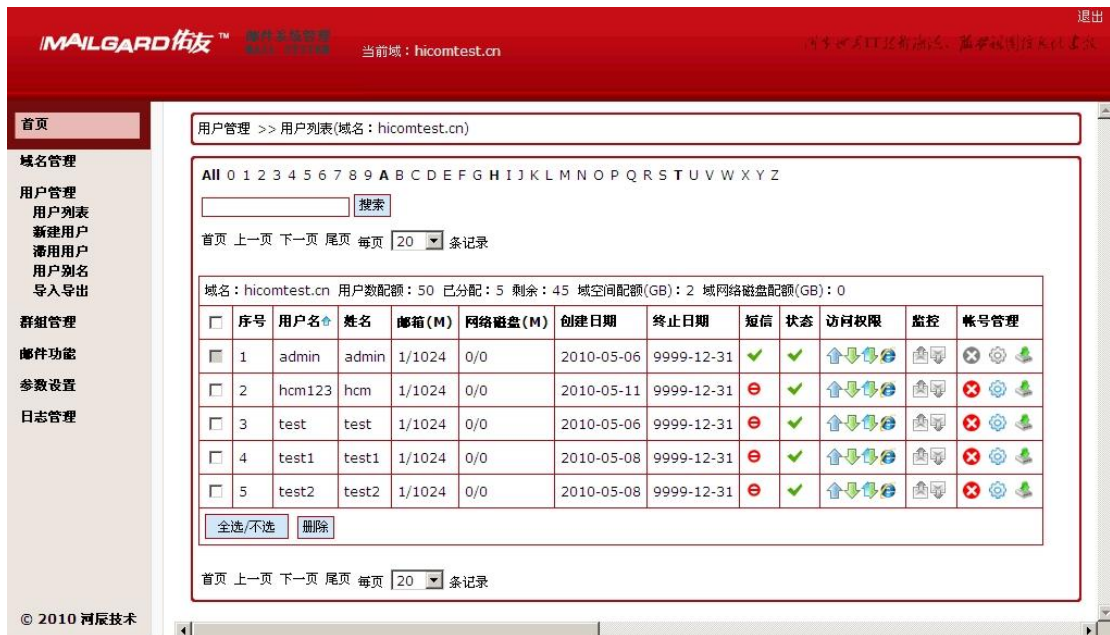 退出
MAILGARD佑友™
当前域：hicomtest.cn
首页
域名管理
用户管理
用户列表
新建用户
滞用用户
用户别名
导入导出
群组管理
邮件功能
参数设置
日志管理
© 2010 河辰技术
用户管理 >> 用户列表(域名：hicomtest.cn)
All 0 1 2 3 4 5 6 7 8 9 A B C D E F G H I J K L M N O P Q R S T U V W X Y Z
搜索
首页 上一页 下一页 尾页 每页 20 条记录
域名：hicomtest.cn 用户数配额：50 已分配：5 剩余：45 域空间配额(GB)：2 域网络磁盘配额(GB)：0
序号 用户名 姓名 邮箱(M) 网络磁盘(M) 创建日期 终止日期 短信 状态 访问权限 监控 帐号管理
1 admin admin 1/1024 0/0 2010-05-06 9999-12-31
2 hcm123 hcm 1/1024 0/0 2010-05-11 9999-12-31
3 test test 1/1024 0/0 2010-05-06 9999-12-31
4 test1 test1 1/1024 0/0 2010-05-08 9999-12-31
5 test2 test2 1/1024 0/0 2010-05-08 9999-12-31
全选/不选 删除
首页 上一页 下一页 尾页 每页 20 条记录